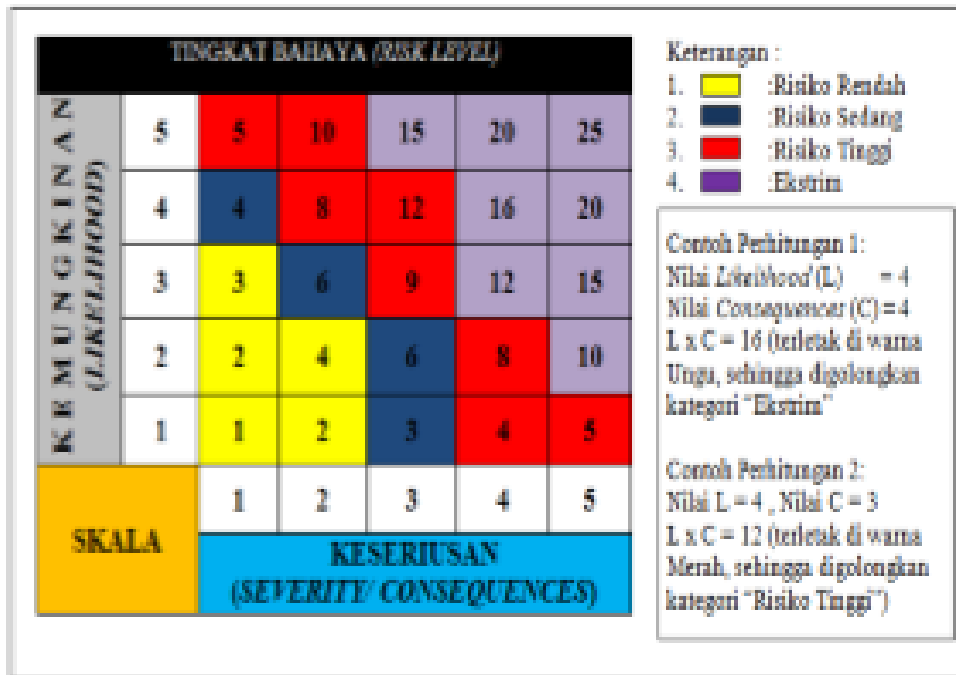 TINGKAT BAHAYA (RISK LEVEL)
KEMUNGKINAN
(LIKELIHOOD)
5 5 10 15 20 25
4 4 8 12 16 20
3 3 6 9 12 15
2 2 4 6 8 10
1 1 2 3 4 5
SKALA
1 2 3 4 5
KESERIUSAN
(SEVERITY/ CONSEQUENCES)
Keterangan :
1. :Risiko Rendah
2. :Risiko Sedang
3. :Risiko Tinggi
4. :Ekstrim
Contoh Perhitungan 1:
Nilai Likelihood (L) = 4
Nilai Consequences (C) = 4
L x C = 16 (terletak di warna
Ungu, sehingga digolongkan
kategori "Ekstrim"
Contoh Perhitungan 2:
Nilai L = 4 , Nilai C = 3
L x C = 12 (terletak di warna
Merah, sehingga digolongkan
kategori "Risiko Tinggi")